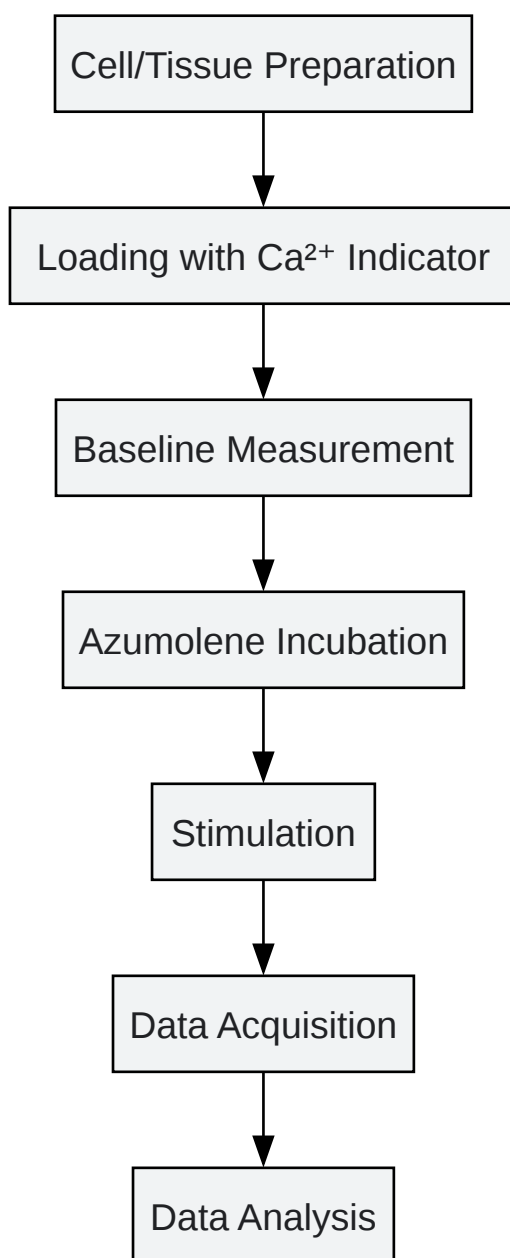 Cell/Tissue Preparation
Loading with Ca²⁺ Indicator
Baseline Measurement
Azumolene Incubation
Stimulation
Data Acquisition
Data Analysis